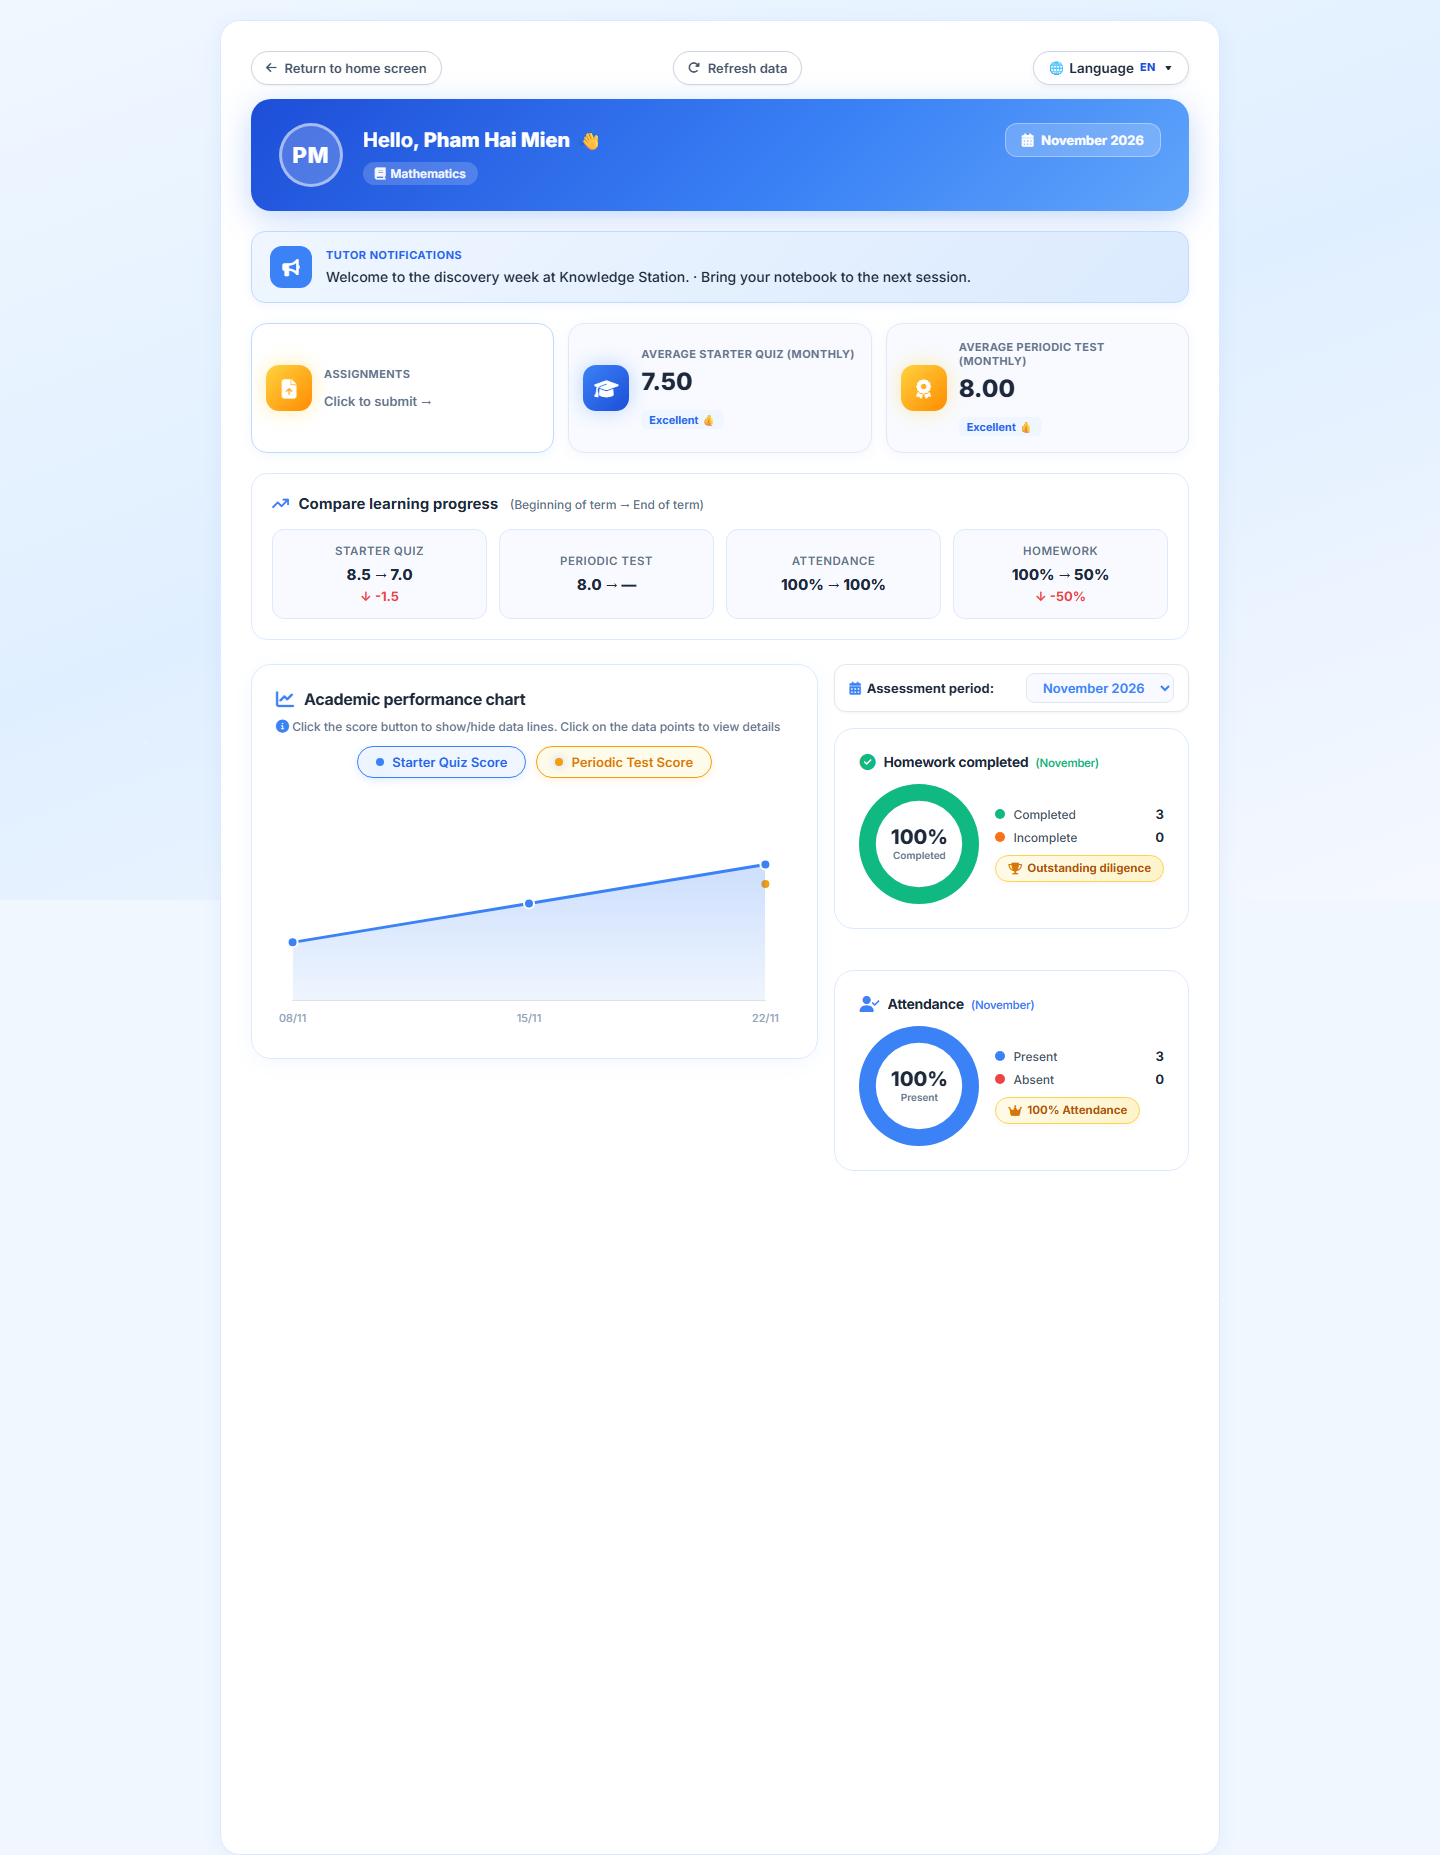 Return to home screen
Refresh data
🌐 Language EN ▼
PM
Hello, Pham Hai Mien 👋
Mathematics
November 2026
TUTOR NOTIFICATIONS
Welcome to the discovery week at Knowledge Station. · Bring your notebook to the next session.
ASSIGNMENTS
Click to submit →
AVERAGE STARTER QUIZ (MONTHLY)
7.50
Excellent 👍
AVERAGE PERIODIC TEST
(MONTHLY)
8.00
Excellent 👍
Compare learning progress (Beginning of term → End of term)
STARTER QUIZ
8.5 → 7.0
↓ -1.5
PERIODIC TEST
8.0 → —
ATTENDANCE
100% → 100%
HOMEWORK
100% → 50%
↓ -50%
Academic performance chart
Click the score button to show/hide data lines. Click on the data points to view details
Starter Quiz Score
Periodic Test Score
08/11
15/11
22/11
Assessment period:
November 2026
Homework completed (November)
100%
Completed
Completed 3
Incomplete 0
Outstanding diligence
Attendance (November)
100%
Present
Present 3
Absent 0
100% Attendance